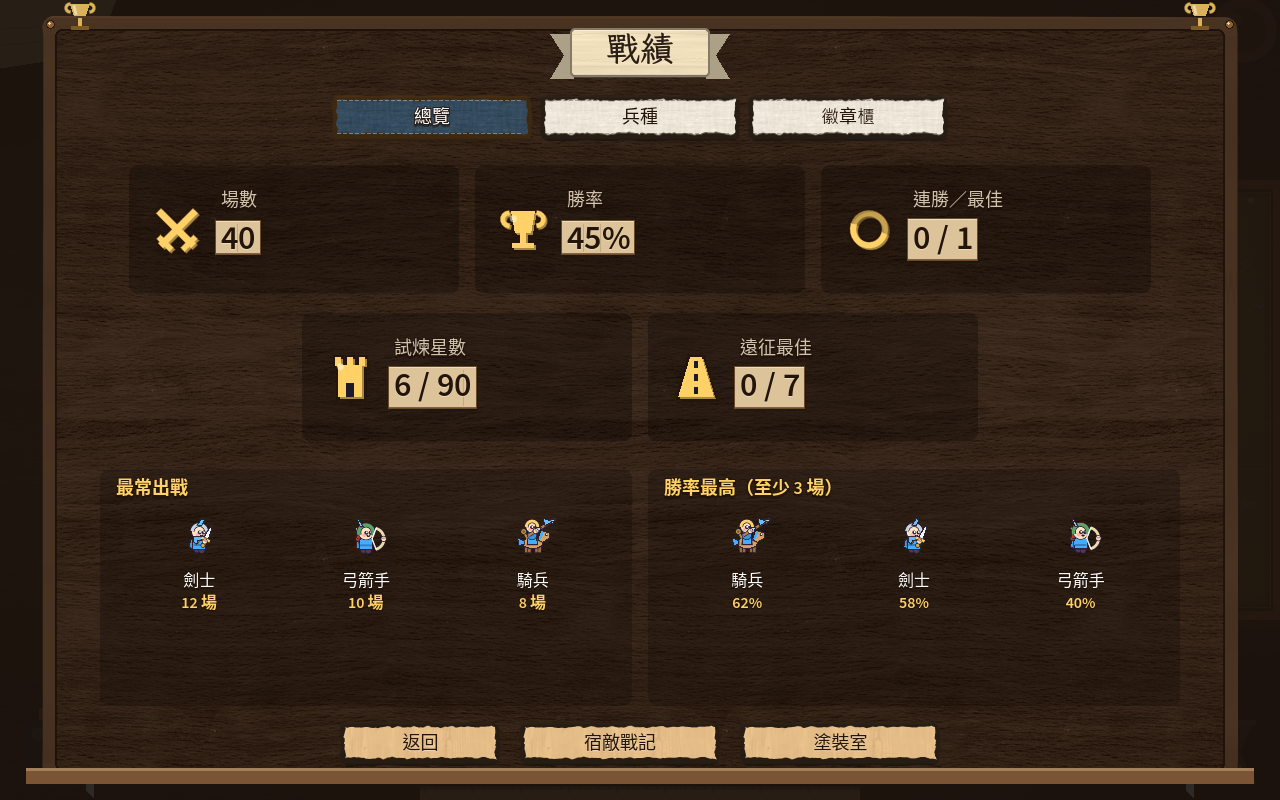 戰績
總覽 兵種 徽章櫃
場數 勝率 連勝／最佳
40 45% 0 / 1
試煉星數 遠征最佳
6 / 90 0 / 7
最常出戰 勝率最高（至少 3 場）
劍士 弓箭手 騎兵 騎兵 劍士 弓箭手
12 場 10 場 8 場 62% 58% 40%
返回 宿敵戰記 塗裝室